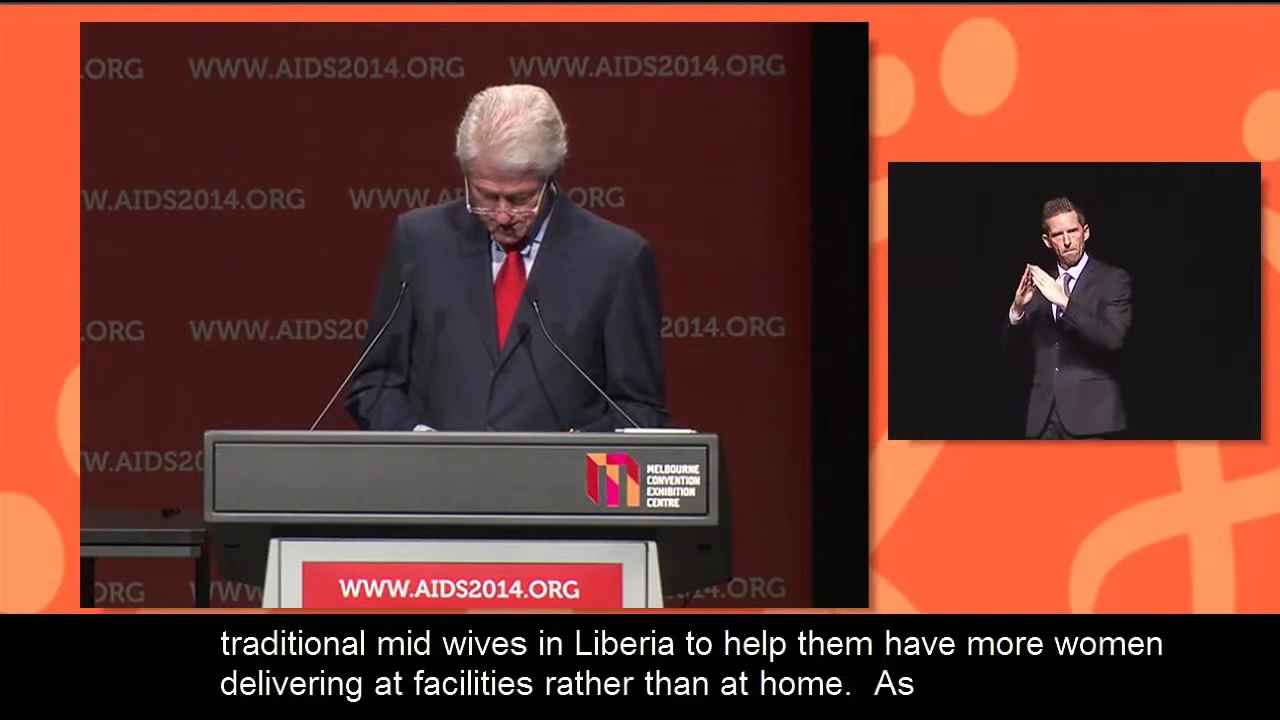 .ORG WWW.AIDS2014.ORG WWW.AIDS2014.ORG
W.AIDS2014.ORG WWW.A ORG
.ORG WWW.AIDS20 2014.ORG
W.AIDS20
MELBOURNE
CONVENTION
EXHIBITION
CENTRE
ORG WW .ORG
WWW.AIDS2014.ORG
traditional mid wives in Liberia to help them have more women
delivering at facilities rather than at home. As